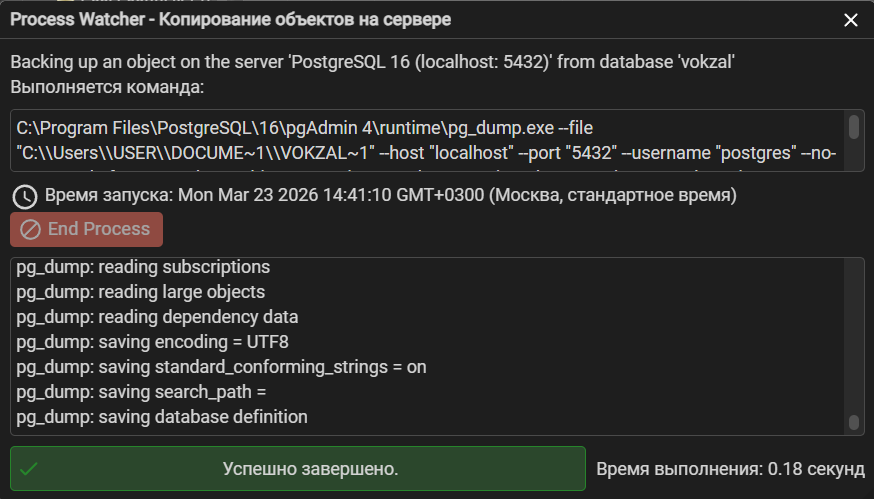 Process Watcher - Копирование объектов на сервере
Backing up an object on the server 'PostgreSQL 16 (localhost: 5432)' from database 'vokzal'
Выполняется команда:
C:\Program Files\PostgreSQL\16\pgAdmin 4\runtime\pg_dump.exe --file
"C:\\Users\\USER\\DOCUME~1\\VOKZAL~1" --host "localhost" --port "5432" --username "postgres" --no-
Время запуска: Mon Mar 23 2026 14:41:10 GMT+0300 (Москва, стандартное время)
End Process
pg_dump: reading subscriptions
pg_dump: reading large objects
pg_dump: reading dependency data
pg_dump: saving encoding = UTF8
pg_dump: saving standard_conforming_strings = on
pg_dump: saving search_path =
pg_dump: saving database definition
Успешно завершено.
Время выполнения: 0.18 секунд